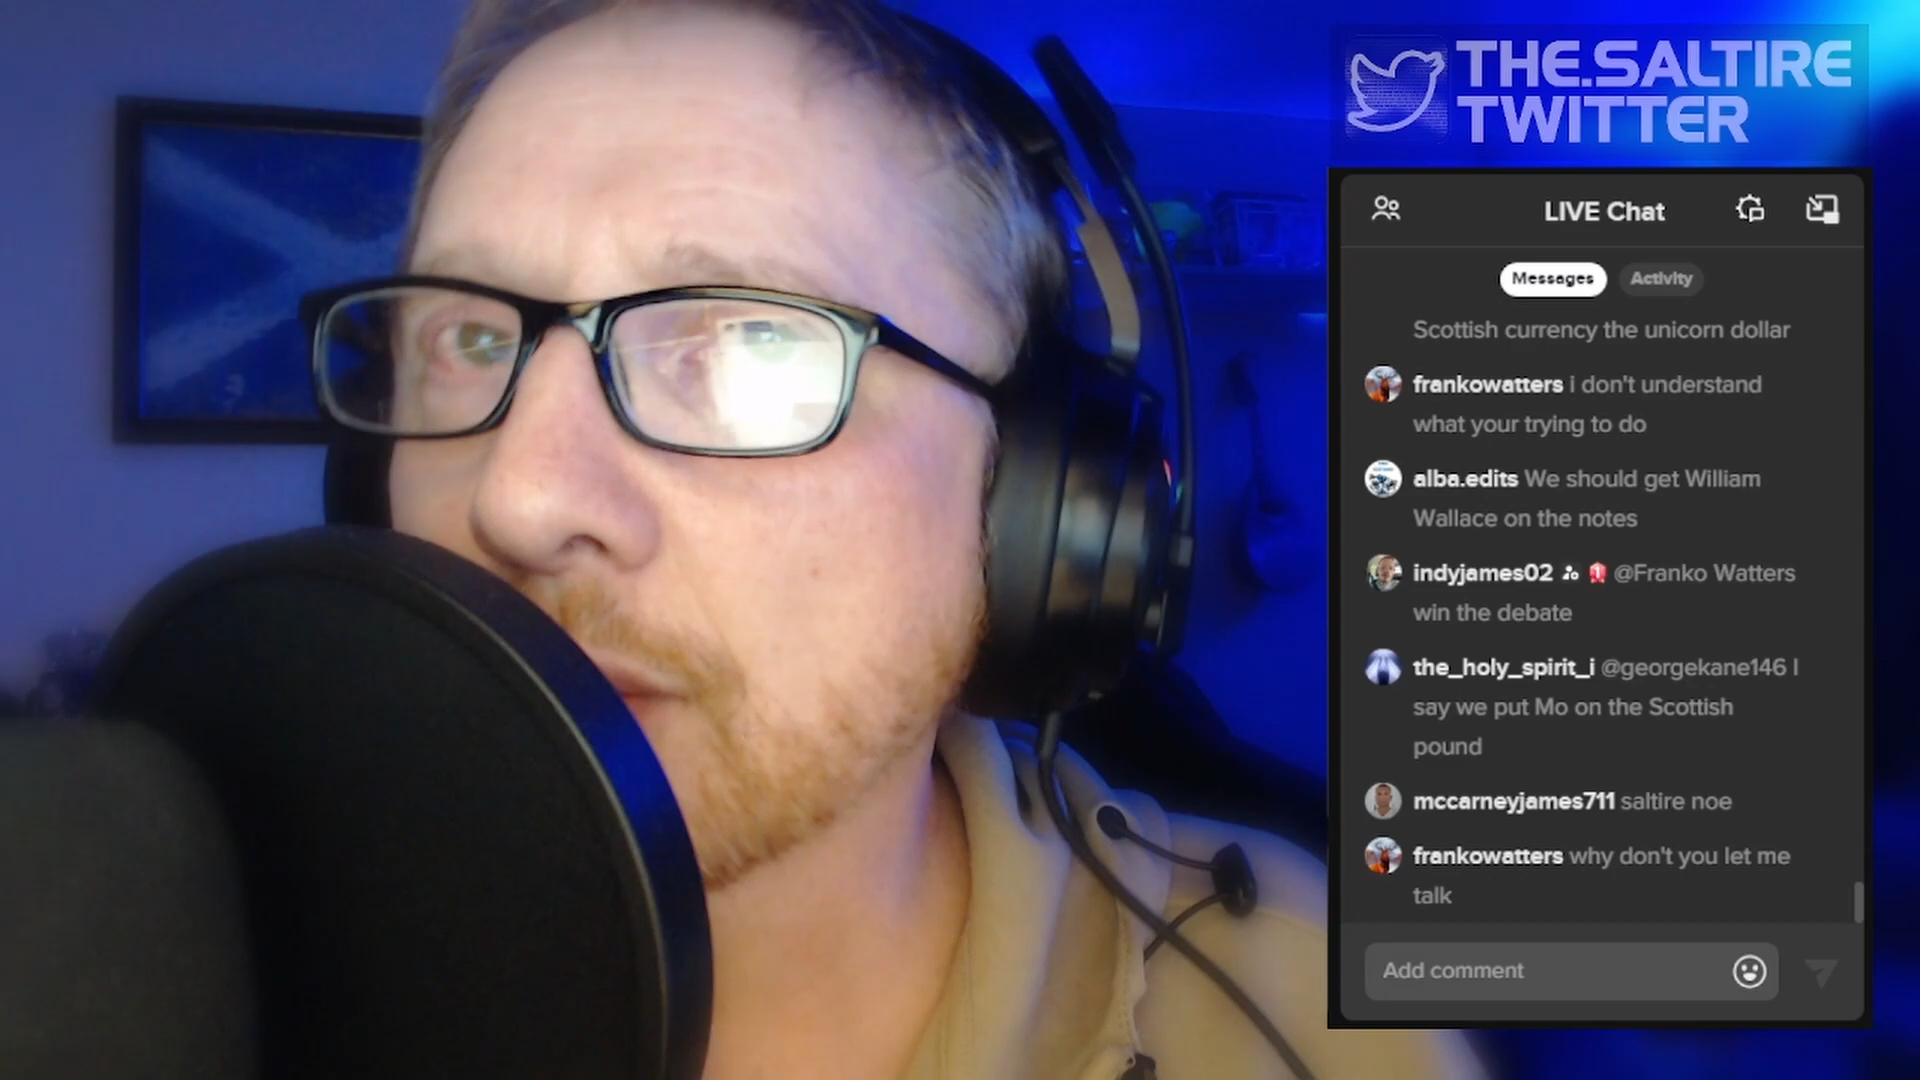 THE.SALTIRE
TWITTER
LIVE Chat
Messages Activity
Scottish currency the unicorn dollar
frankowatters i don't understand
what your trying to do
alba.edits We should get William
Wallace on the notes
indyjames02 1 @Franko Watters
win the debate
the_holy_spirit_i @georgekane146 I
say we put Mo on the Scottish
pound
mccarneyjames711 saltire noe
frankowatters why don't you let me
talk
Add comment